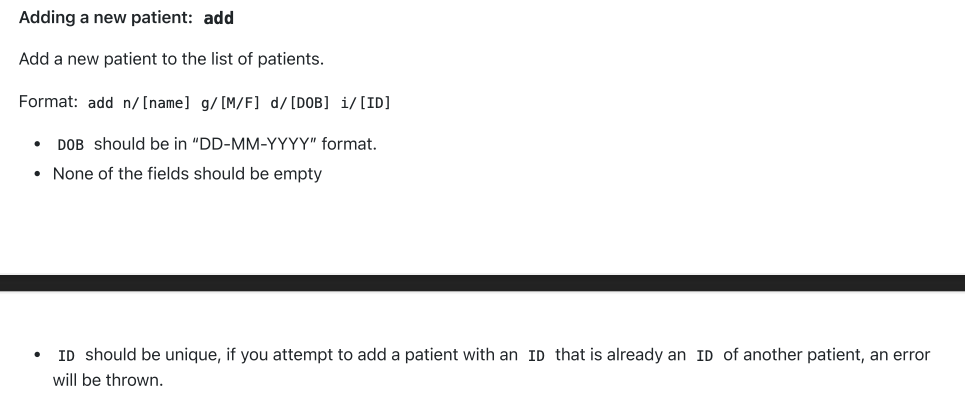 Adding a new patient: add
Add a new patient to the list of patients.
Format: add n/[name] g/[M/F] d/[DOB] i/[ID]
• DOB should be in “DD-MM-YYYY” format.
• None of the fields should be empty
• ID should be unique, if you attempt to add a patient with an ID that is already an ID of another patient, an error
will be thrown.